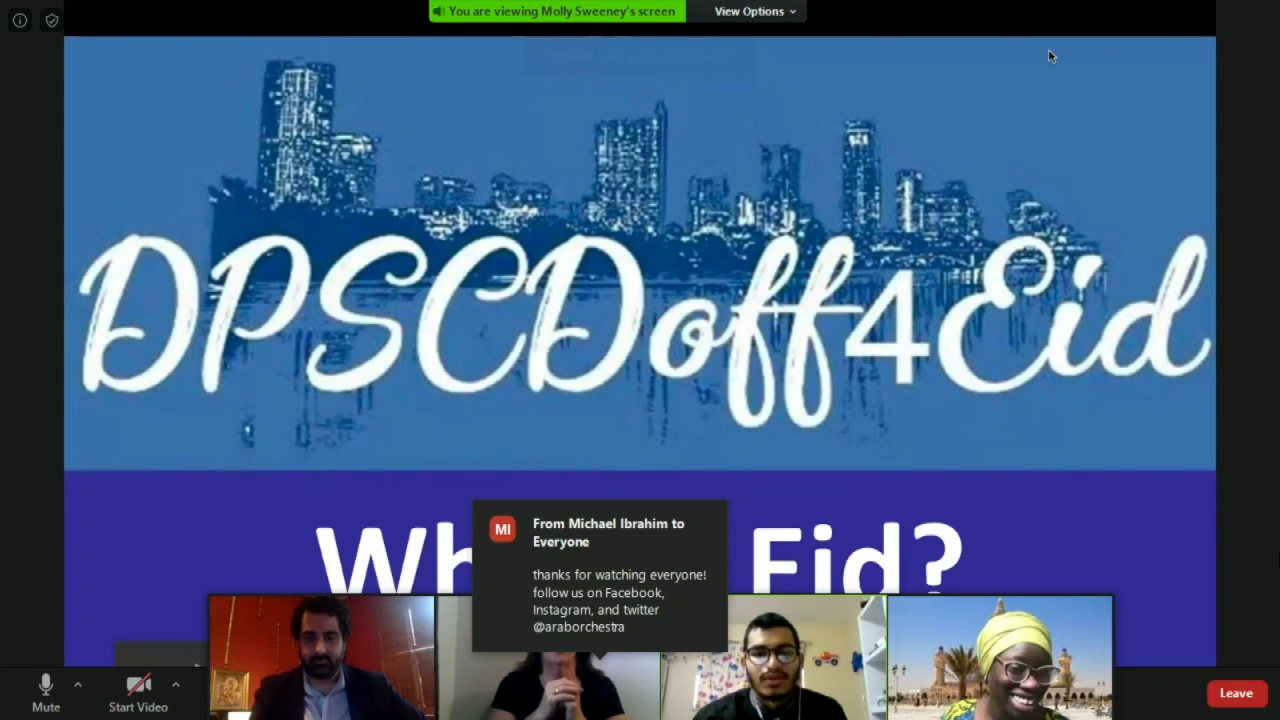 You are viewing Molly Sweeney's screen
View Options
DPSCDoff4Eid
Eid?
MI
From Michael Ibrahim to
Everyone
thanks for watching everyone!
follow us on Facebook,
Instagram, and twitter
@araborchestra
Mute
Start Video
Leave